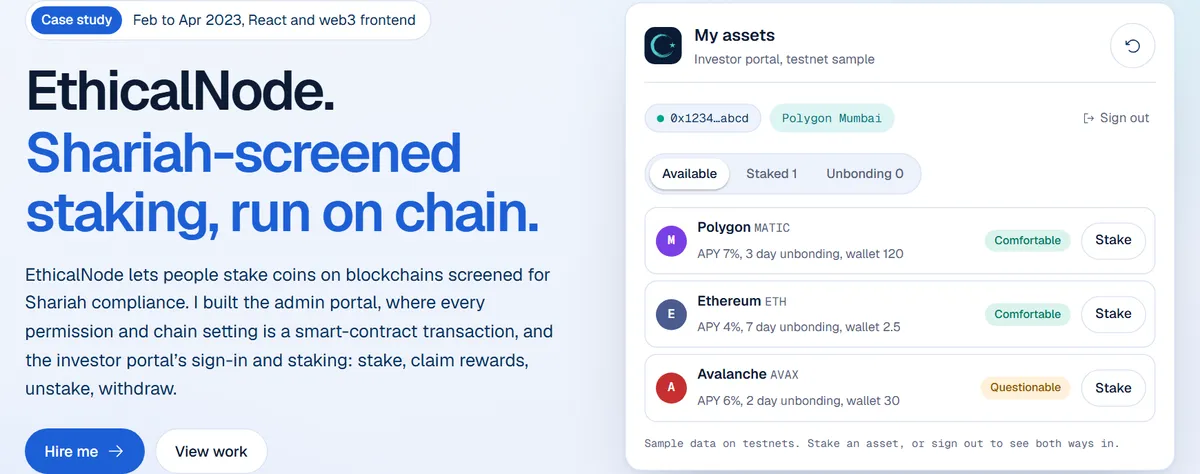 Case study Feb to Apr 2023, React and web3 frontend
EthicalNode.
Shariah-screened
staking, run on chain.
EthicalNode lets people stake coins on blockchains screened for
Shariah compliance. I built the admin portal, where every
permission and chain setting is a smart-contract transaction, and
the investor portal’s sign-in and staking: stake, claim rewards,
unstake, withdraw.
Hire me → View work
My assets
Investor portal, testnet sample
0x1234…abcd Polygon Mumbai Sign out
Available Staked 1 Unbonding 0
M Polygon MATIC
APY 7%, 3 day unbonding, wallet 120
Comfortable Stake
E Ethereum ETH
APY 4%, 7 day unbonding, wallet 2.5
Comfortable Stake
A Avalanche AVAX
APY 6%, 2 day unbonding, wallet 30
Questionable Stake
Sample data on testnets. Stake an asset, or sign out to see both ways in.